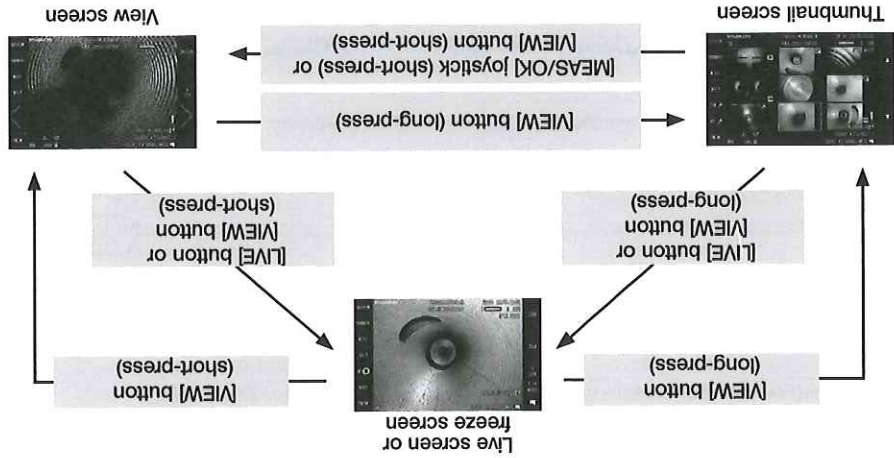 Live screen or
freeze screen
[VIEW] button
(long-press)
[VIEW] button
(short-press)
[LIVE] button or
[VIEW] button
(long-press)
[LIVE] button or
[VIEW] button
(short-press)
[VIEW] button (long-press)
[MEAS/OK] joystick (short-press) or
[VIEW] button (short-press)
Thumbnail screen
View screen